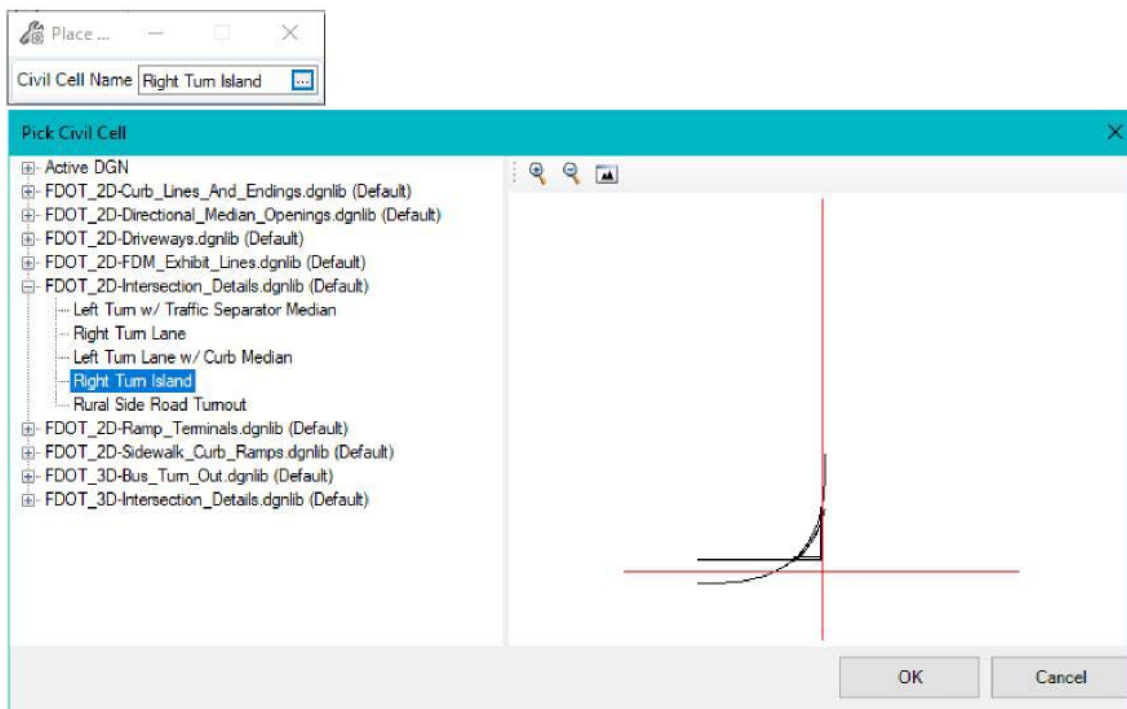 Place ...
Civil Cell Name Right Turn Island ...
Pick Civil Cell
Active DGN
FDOT_2D-Curb_Lines_And_Endings.dgnlib (Default)
FDOT_2D-Directional_Median_Openings.dgnlib (Default)
FDOT_2D-Driveways.dgnlib (Default)
FDOT_2D-FDM_Exhibit_Lines.dgnlib (Default)
FDOT_2D-Intersection_Details.dgnlib (Default)
Left Turn w/ Traffic Separator Median
Right Turn Lane
Left Turn Lane w/ Curb Median
Right Turn Island
Rural Side Road Turnout
FDOT_2D-Ramp_Terminals.dgnlib (Default)
FDOT_2D-Sidewalk_Curb_Ramps.dgnlib (Default)
FDOT_3D-Bus_Turn_Out.dgnlib (Default)
FDOT_3D-Intersection_Details.dgnlib (Default)
OK Cancel